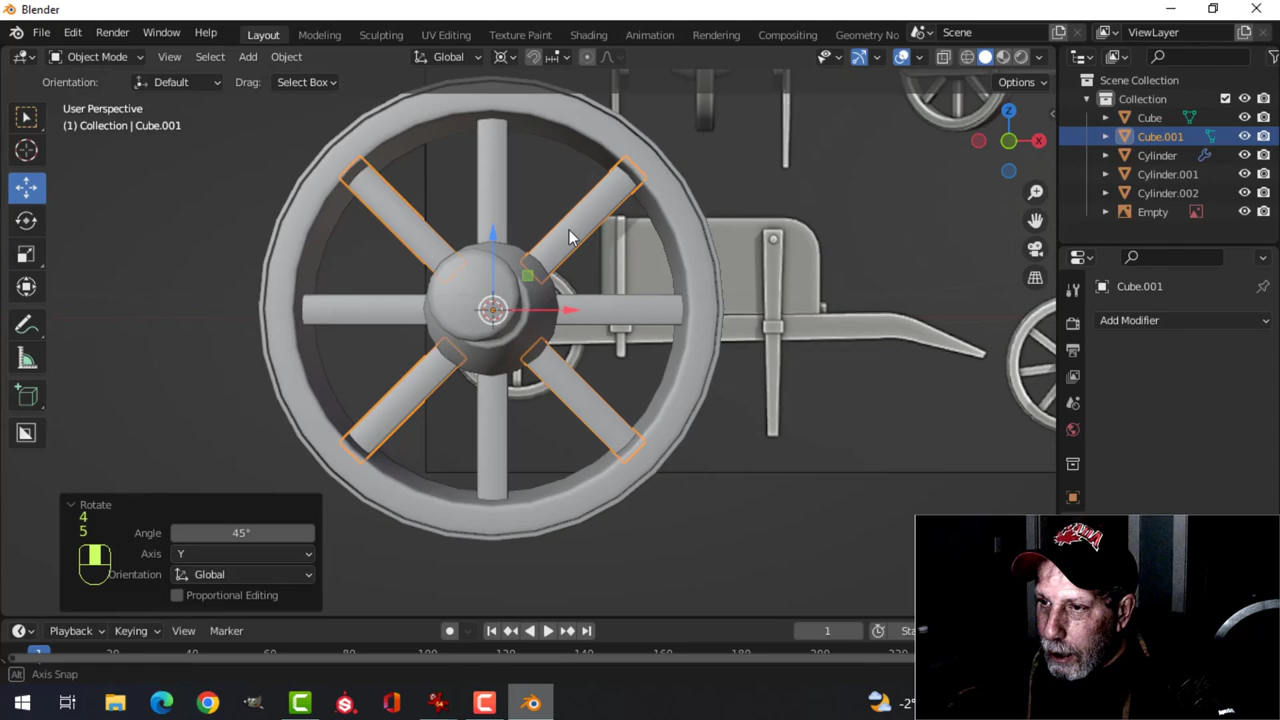 Blender
File Edit Render Window Help Layout Modeling Sculpting UV Editing Texture Paint Shading Animation Rendering Compositing Geometry No Scene ViewLayer
Object Mode View Select Add Object Global
Orientation: Default Drag: Select Box Options
User Perspective
(1) Collection | Cube.001
Z
X
Scene Collection
Collection
Cube
Cube.001
Cylinder
Cylinder.001
Cylinder.002
Empty
Cube.001
Add Modifier
Rotate
4
5
Angle 45°
Axis Y
Orientation Global
Proportional Editing
Playback Keying View Marker 1 Sta
Alt Axis Snap
-2°